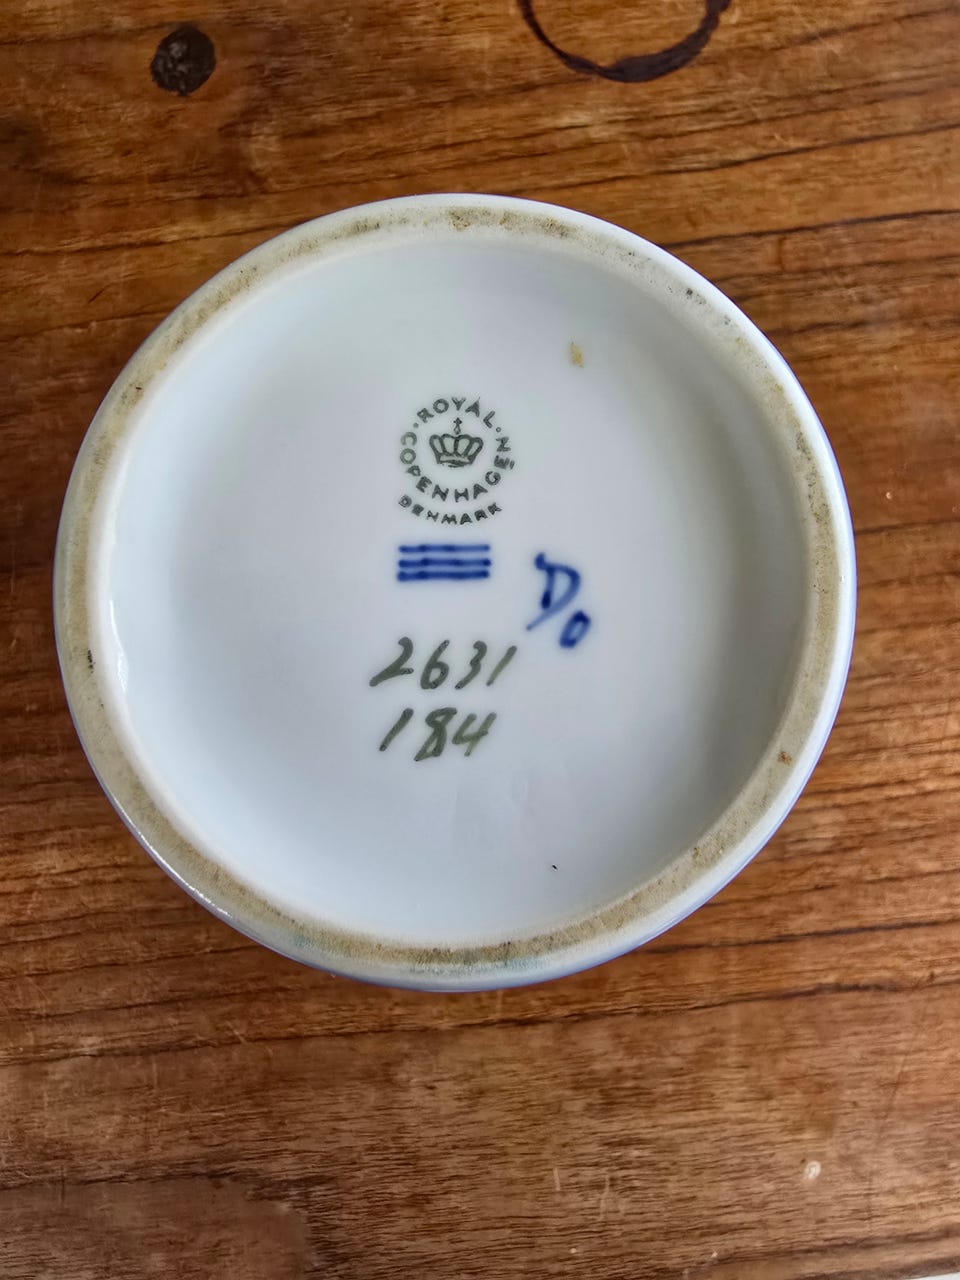 ROYAL
COPENHAGEN
DENMARK
Do
2631
184